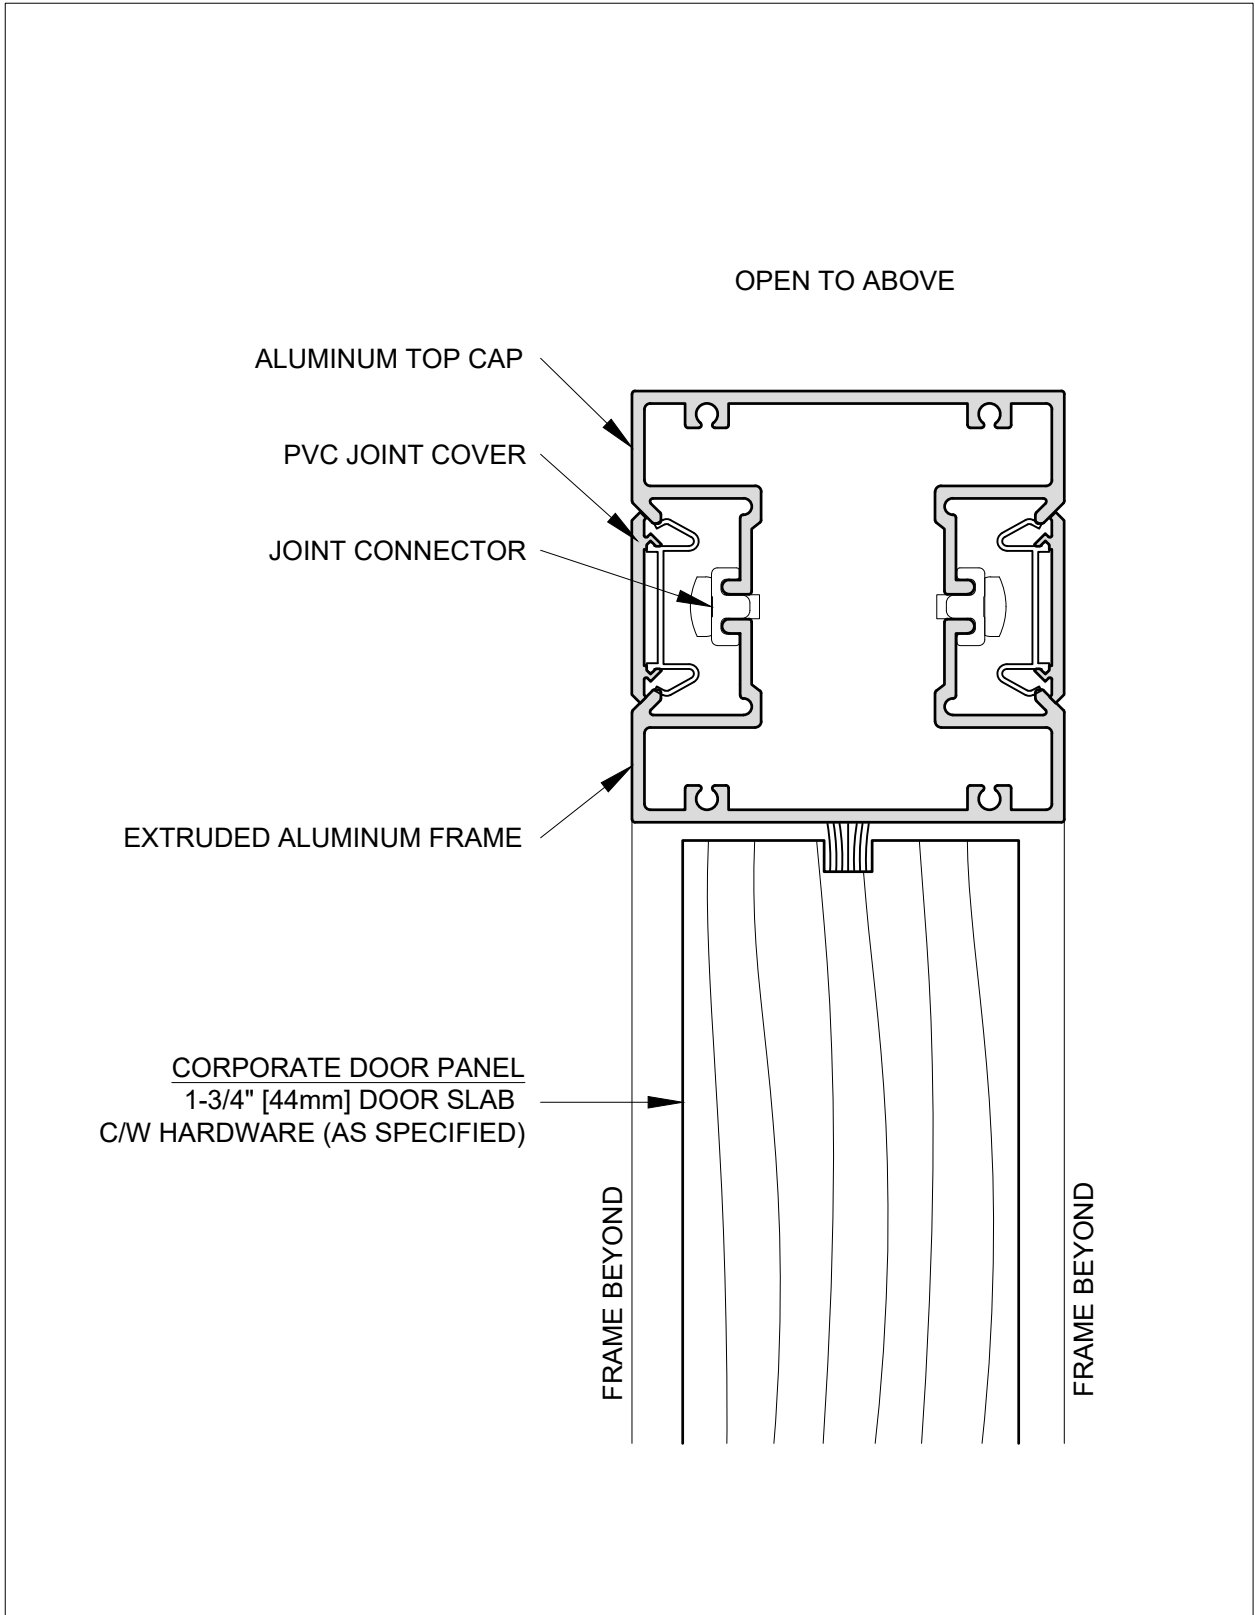 OPEN TO ABOVE
ALUMINUM TOP CAP
PVC JOINT COVER
JOINT CONNECTOR
EXTRUDED ALUMINUM FRAME
CORPORATE DOOR PANEL
1-3/4" [44mm] DOOR SLAB
C/W HARDWARE (AS SPECIFIED)
FRAME BEYOND
FRAME BEYOND